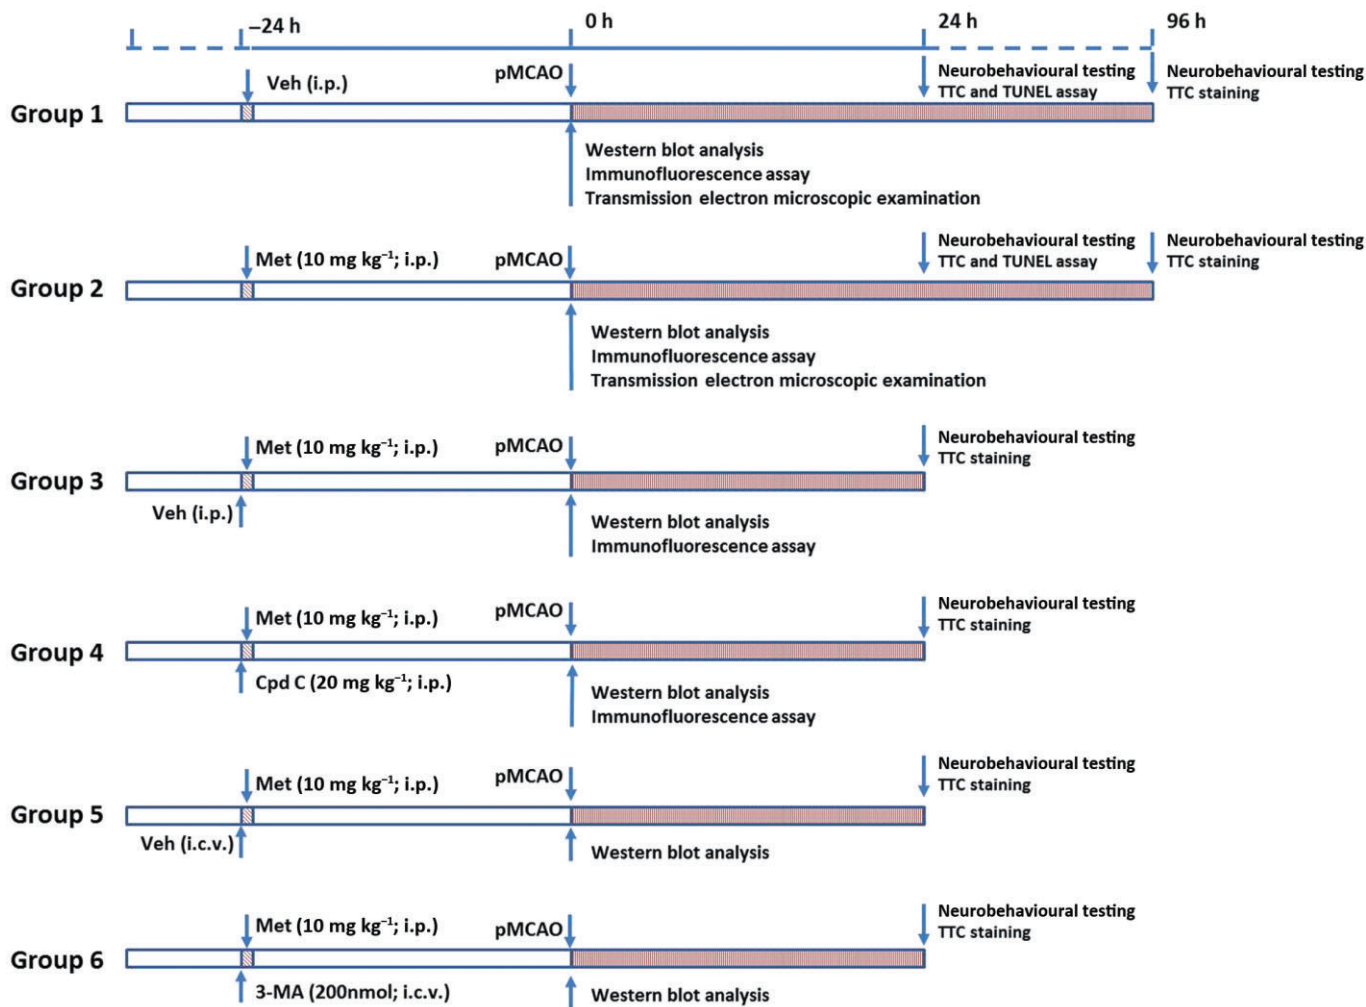 −24 h
0 h
24 h
96 h
Group 1
Veh (i.p.)
pMCAO
Neurobehavioural testing
TTC and TUNEL assay
Neurobehavioural testing
TTC staining
Western blot analysis
Immunofluorescence assay
Transmission electron microscopic examination
Group 2
Met (10 mg kg⁻¹; i.p.)
pMCAO
Neurobehavioural testing
TTC and TUNEL assay
Neurobehavioural testing
TTC staining
Western blot analysis
Immunofluorescence assay
Transmission electron microscopic examination
Group 3
Met (10 mg kg⁻¹; i.p.)
pMCAO
Neurobehavioural testing
TTC staining
Veh (i.p.)
Western blot analysis
Immunofluorescence assay
Group 4
Met (10 mg kg⁻¹; i.p.)
pMCAO
Neurobehavioural testing
TTC staining
Cpd C (20 mg kg⁻¹; i.p.)
Western blot analysis
Immunofluorescence assay
Group 5
Met (10 mg kg⁻¹; i.p.)
pMCAO
Neurobehavioural testing
TTC staining
Veh (i.c.v.)
Western blot analysis
Group 6
Met (10 mg kg⁻¹; i.p.)
pMCAO
Neurobehavioural testing
TTC staining
3-MA (200nmol; i.c.v.)
Western blot analysis